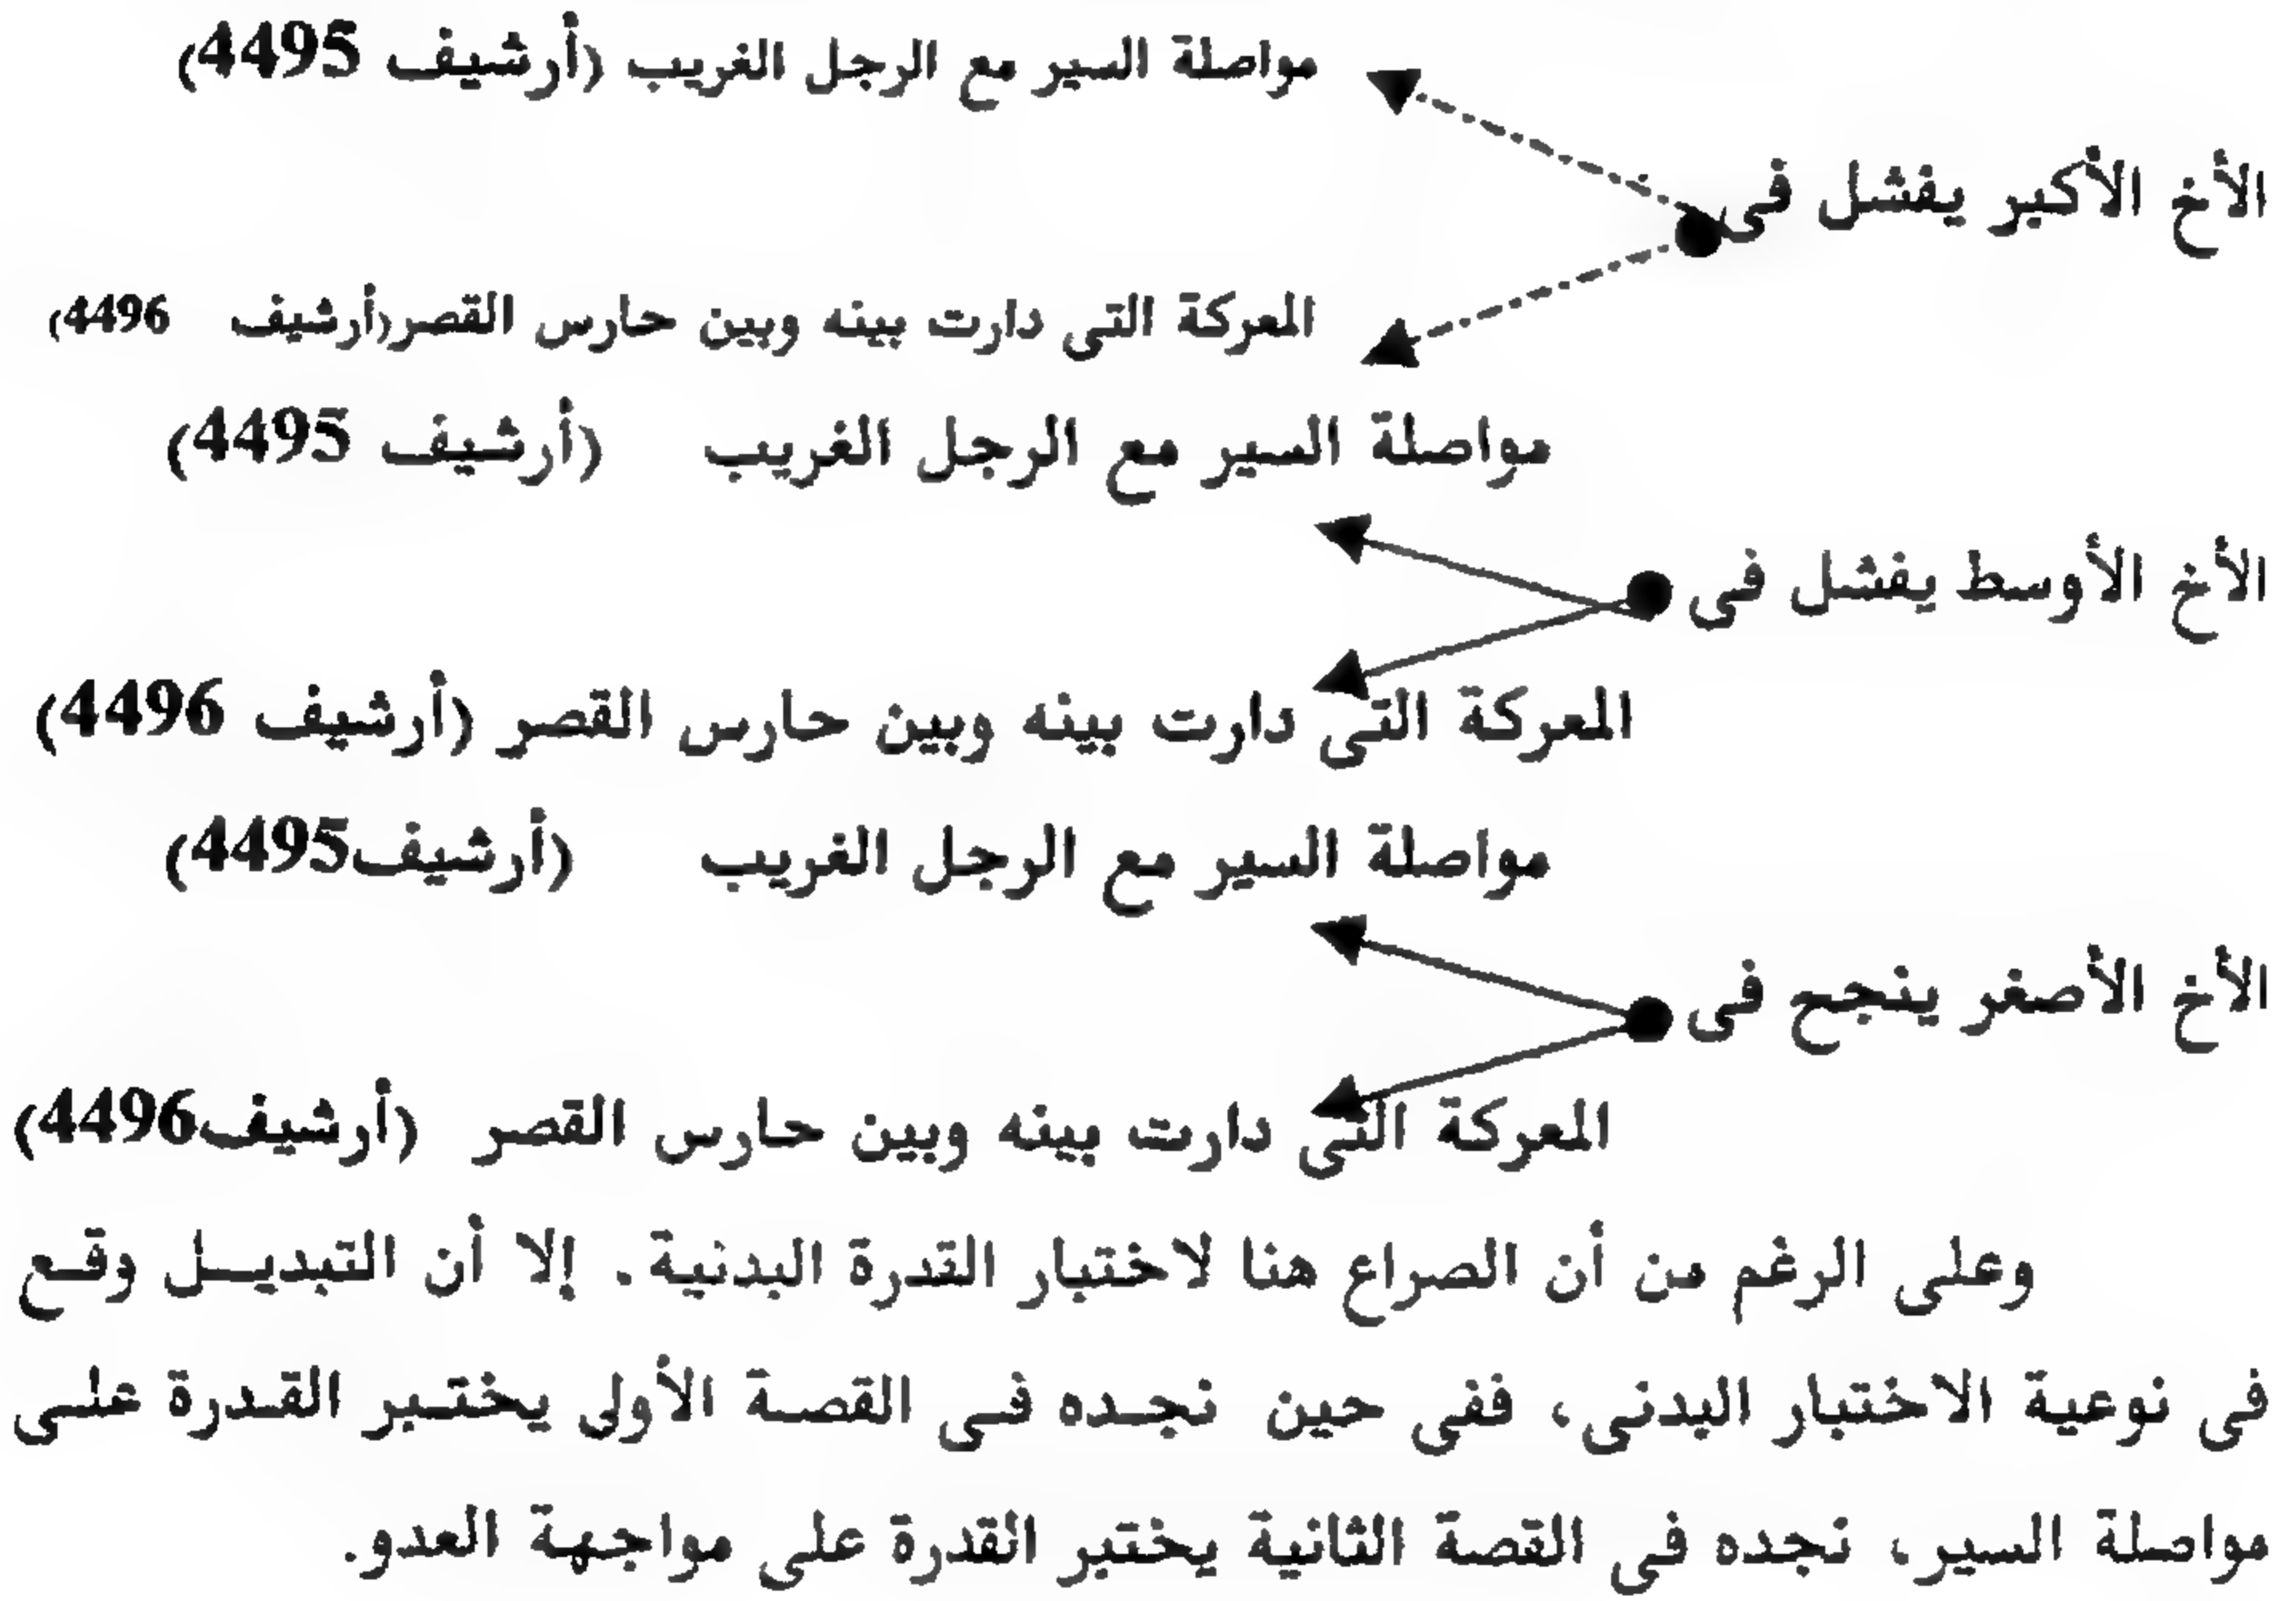 مواصلة السير مع الرجل الغريب (أرشيف 4495)
الأخ الأكبر يفشل فى
المعركة التى دارت بينه وبين حارس القصر(أرشيف 4496)
مواصلة السير مع الرجل الغريب (أرشيف 4495)
الأخ الأوسط يفشل فى
المعركة التى دارت بينه وبين حارس القصر (أرشيف 4496)
مواصلة السير مع الرجل الغريب (أرشيف4495)
الأخ الأصغر ينجح فى
المعركة التى دارت بينه وبين حارس القصر (أرشيف4496)
وعلى الرغم من أن الصراع هنا لاختبار القدرة البدنية. إلا أن التبديل وقع
فى نوعية الاختبار البدنى، ففى حين نجده فى القصة الأولى يختبر القدرة على
مواصلة السير، نجده فى القصة الثانية يختبر القدرة على مواجهة العدو.